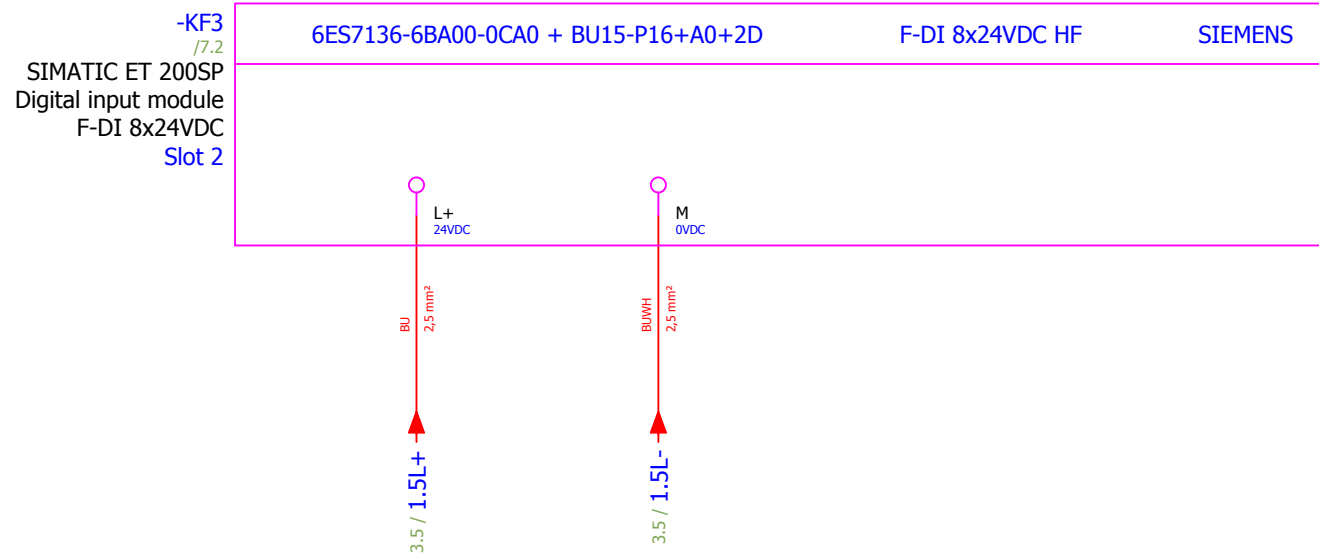 -KF3
/7.2
SIMATIC ET 200SP
Digital input module
F-DI 8x24VDC
Slot 2
6ES7136-6BA00-0CA0 + BU15-P16+A0+2D
F-DI 8x24VDC HF
SIEMENS
L+
24VDC
M
0VDC
BU
2,5 mm²
BUWH
2,5 mm²
3.5 / 1.5L+
3.5 / 1.5L-